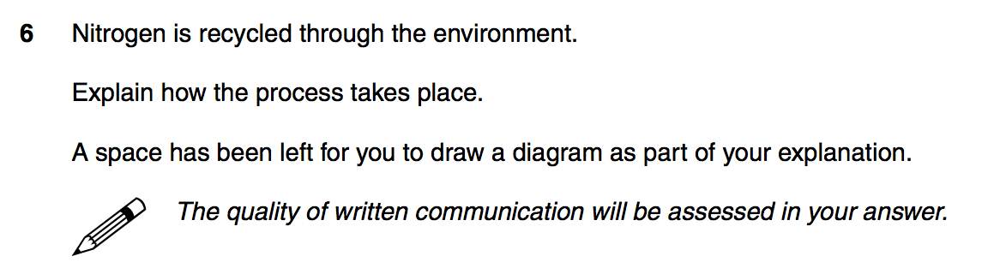 6 Nitrogen is recycled through the environment.
Explain how the process takes place.
A space has been left for you to draw a diagram as part of your explanation.
The quality of written communication will be assessed in your answer.